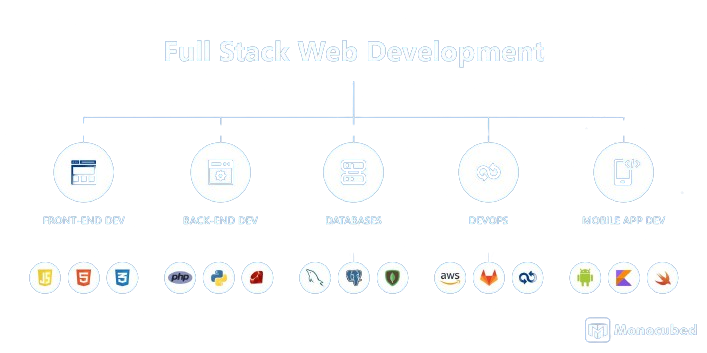 Full Stack Web Development
FRONT-END DEV
BACK-END DEV
DATABASES
DEVOPS
MOBILE APP DEV
JS
5
3
php
aws
Monocubed